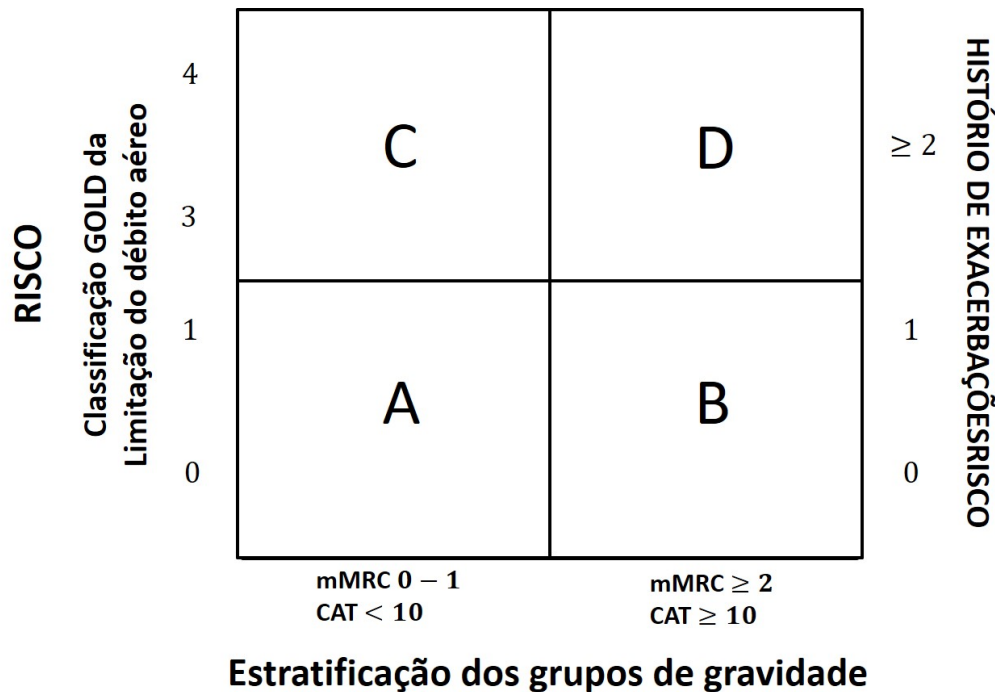 RISCO
Classificação GOLD da
Limitação do débito aéreo
4
3
1
0
C
D
A
B
≥ 2
1
0
HISTÓRIO DE EXACERBAÇÕESRISCO
mMRC 0 – 1
CAT < 10
mMRC ≥ 2
CAT ≥ 10
Estratificação dos grupos de gravidade